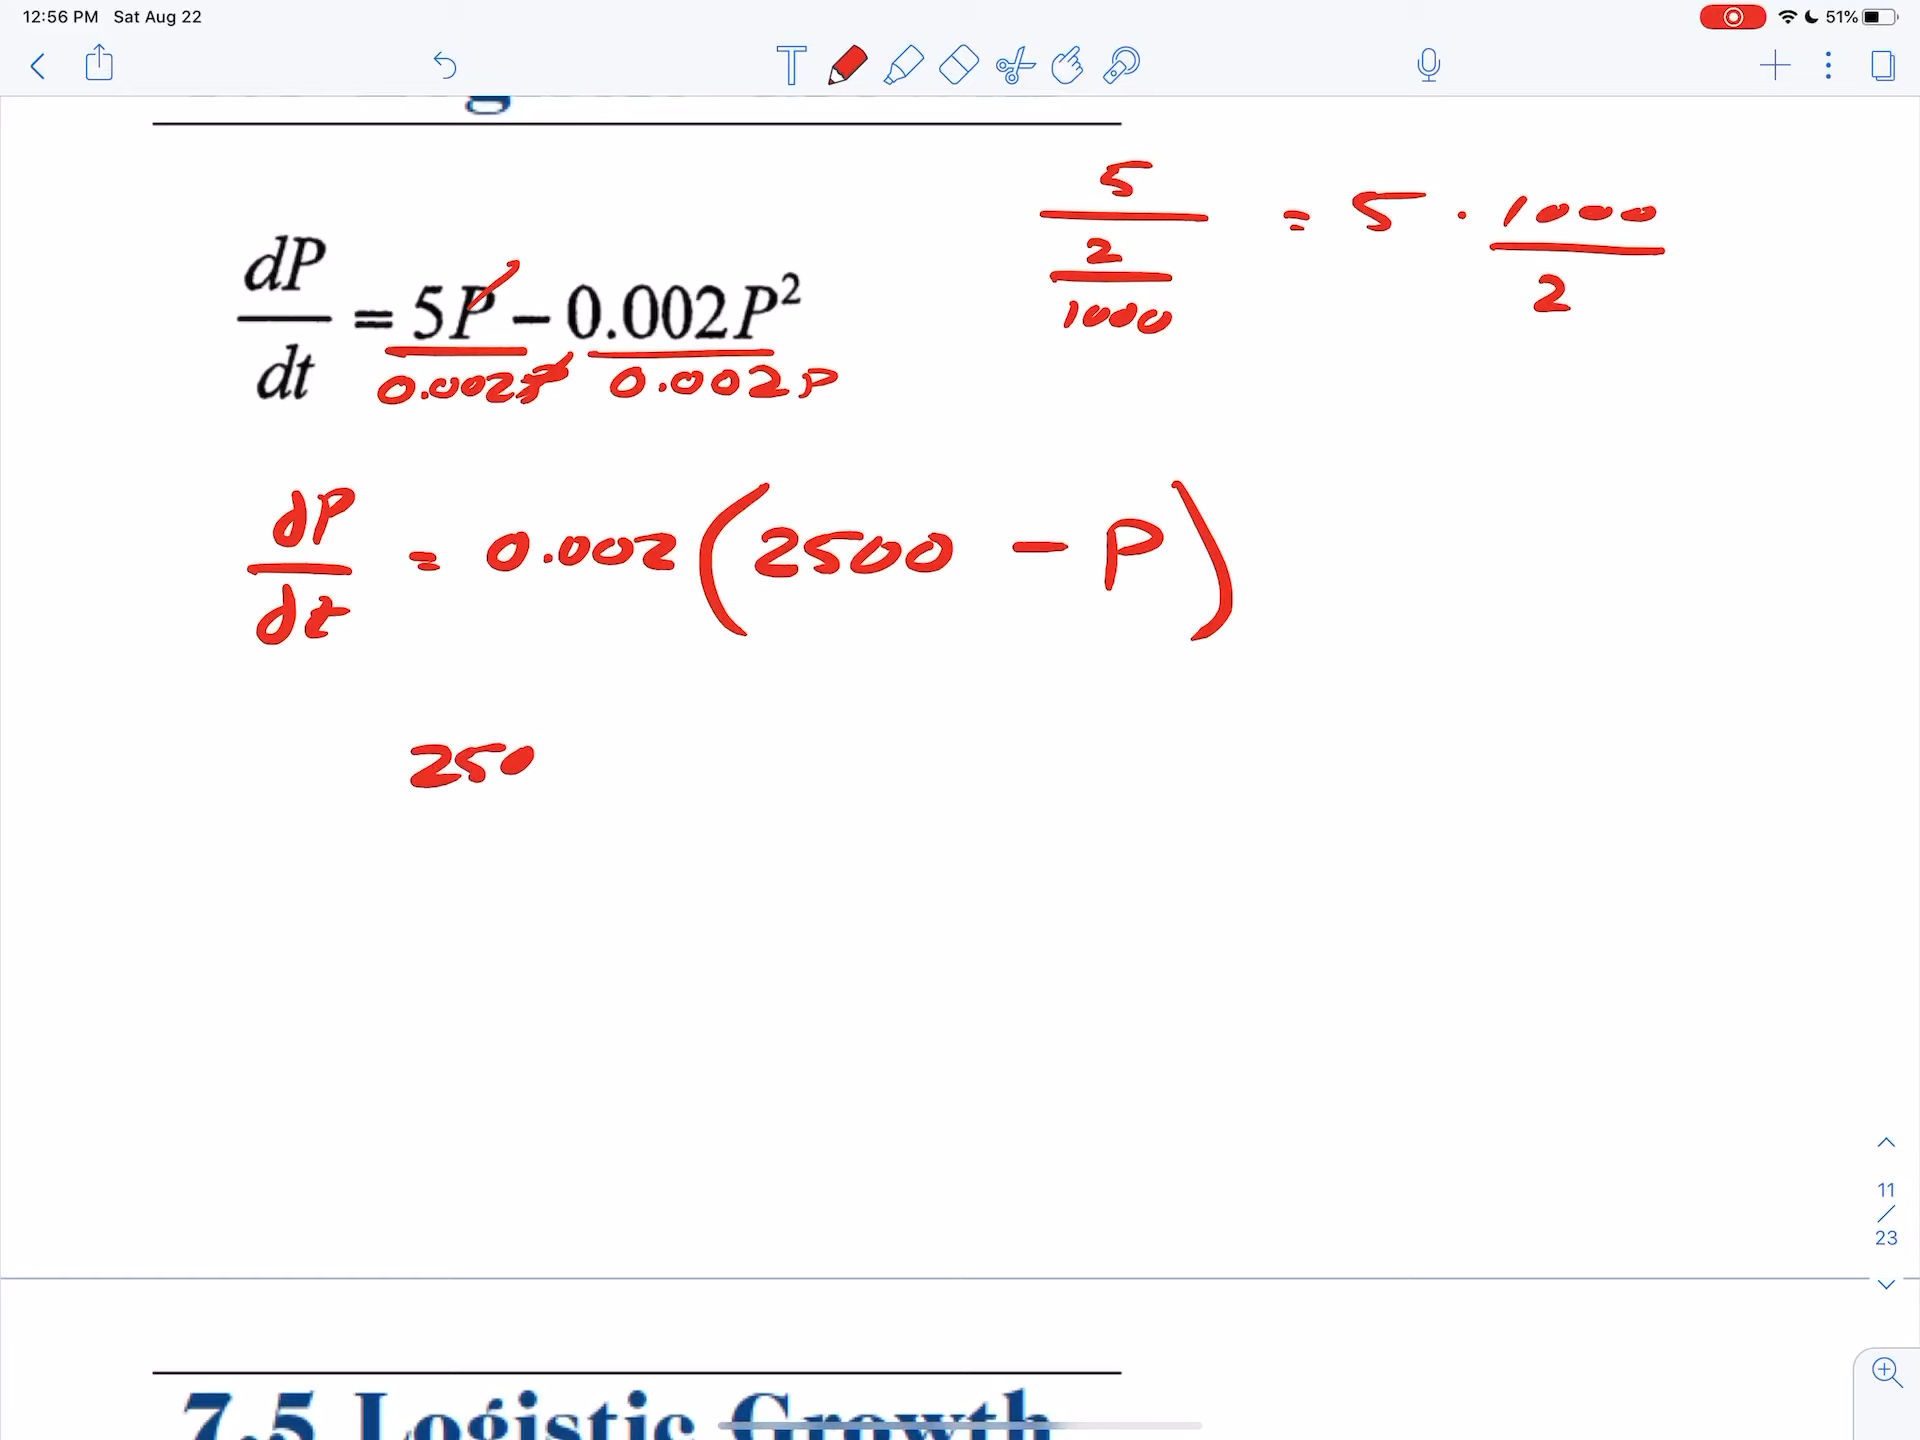 12:56 PM Sat Aug 22
51%
T
dP/dt = 5P − 0.002P²
0.002P 0.002P
5/(2/1000) = 5 · 1000/2
dP/dt = 0.002(2500 − P)
250
11
/
23
7.5 Logistic Growth